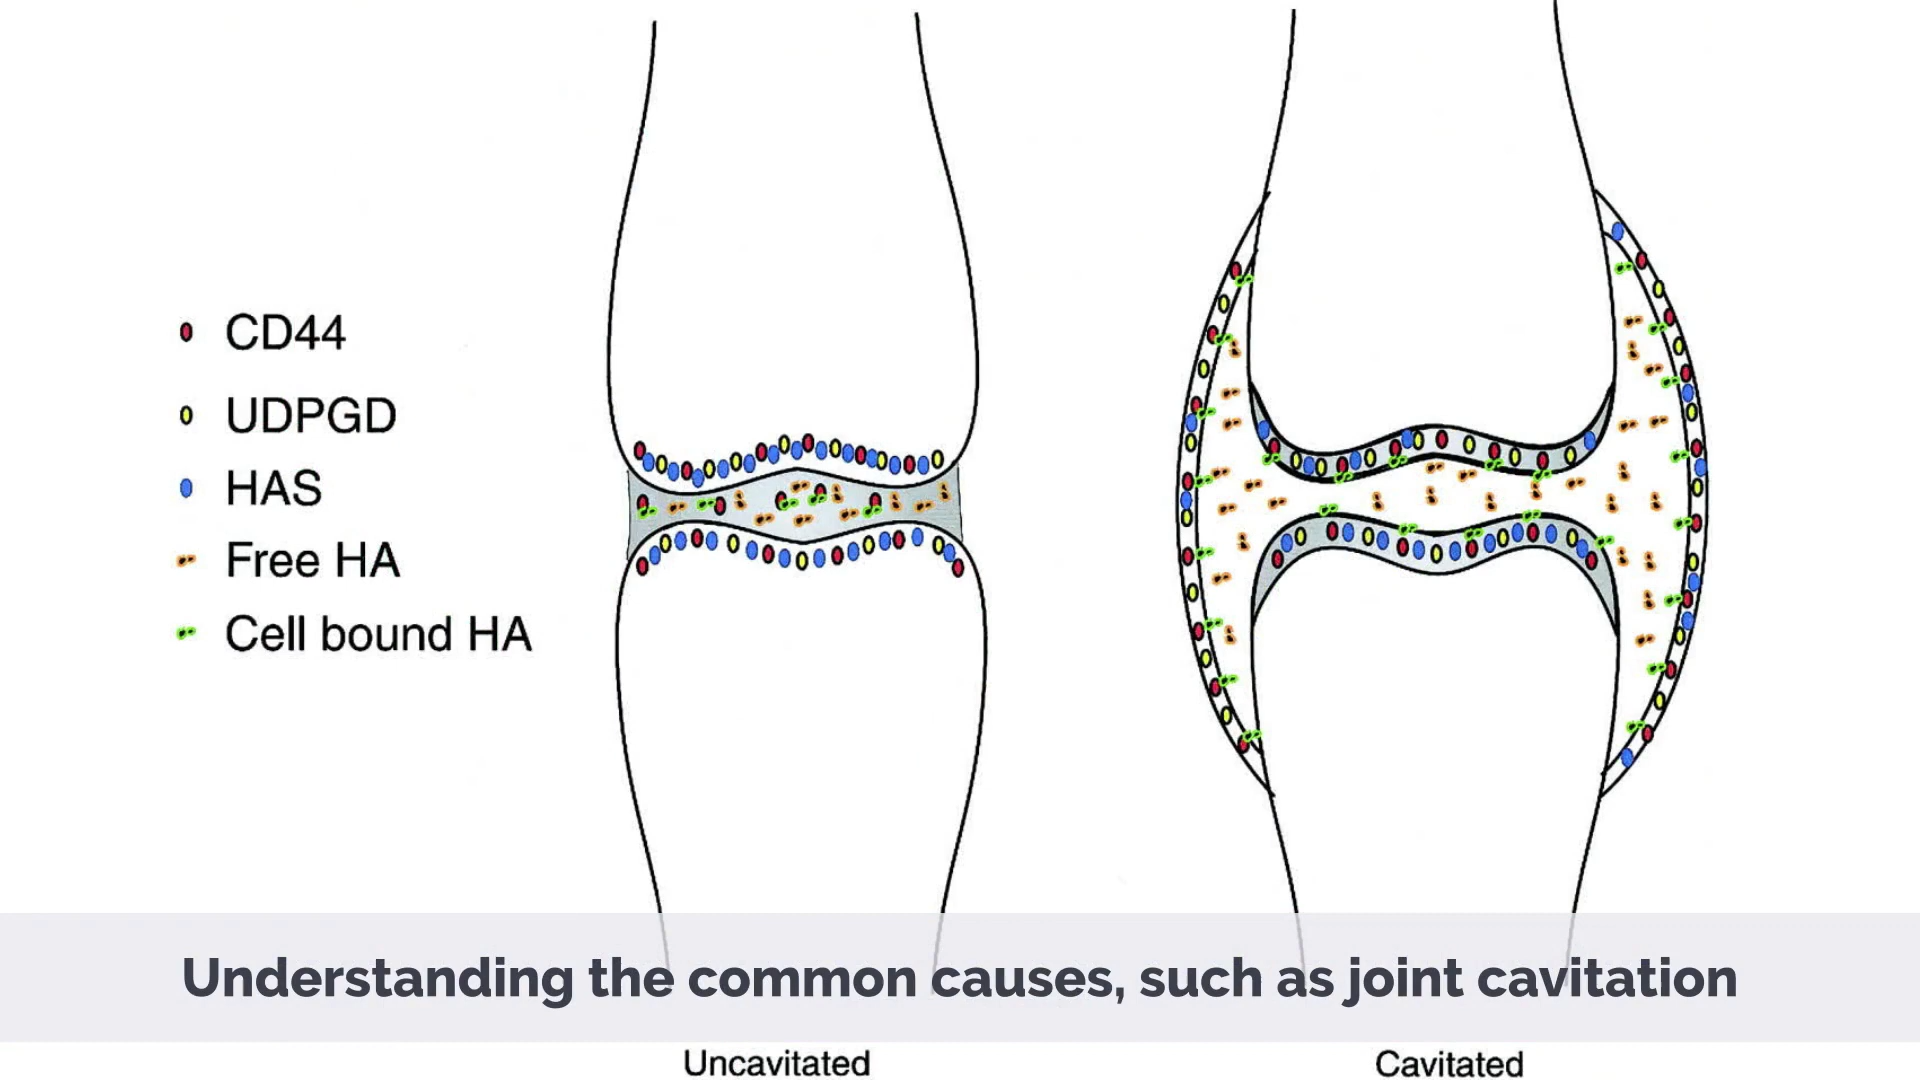 CD44
UDPGD
HAS
Free HA
Cell bound HA
Understanding the common causes, such as joint cavitation
Uncavitated
Cavitated